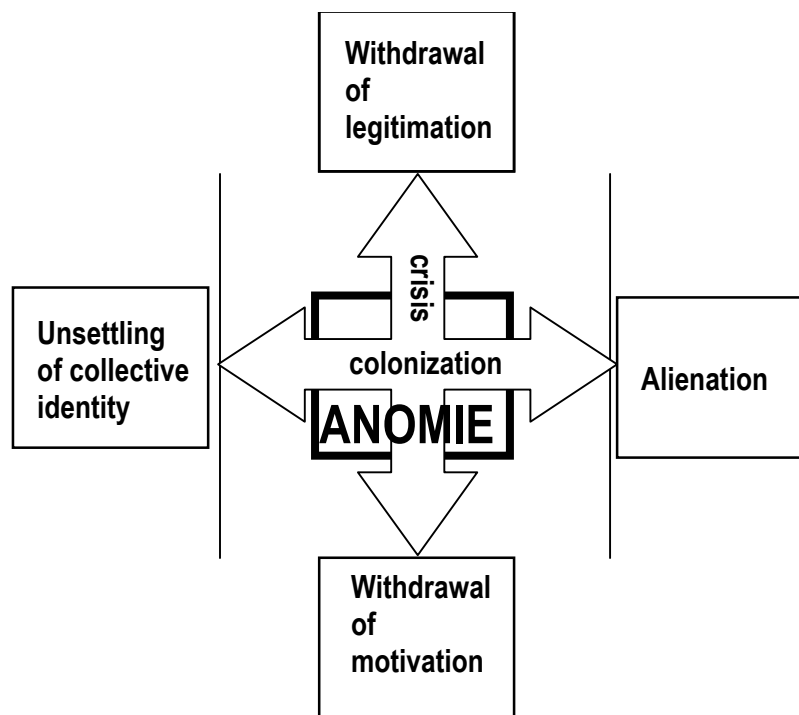 Withdrawal
of
legitimation
crisis
Unsettling
of collective
identity
colonization
Alienation
ANOMIE
Withdrawal
of
motivation